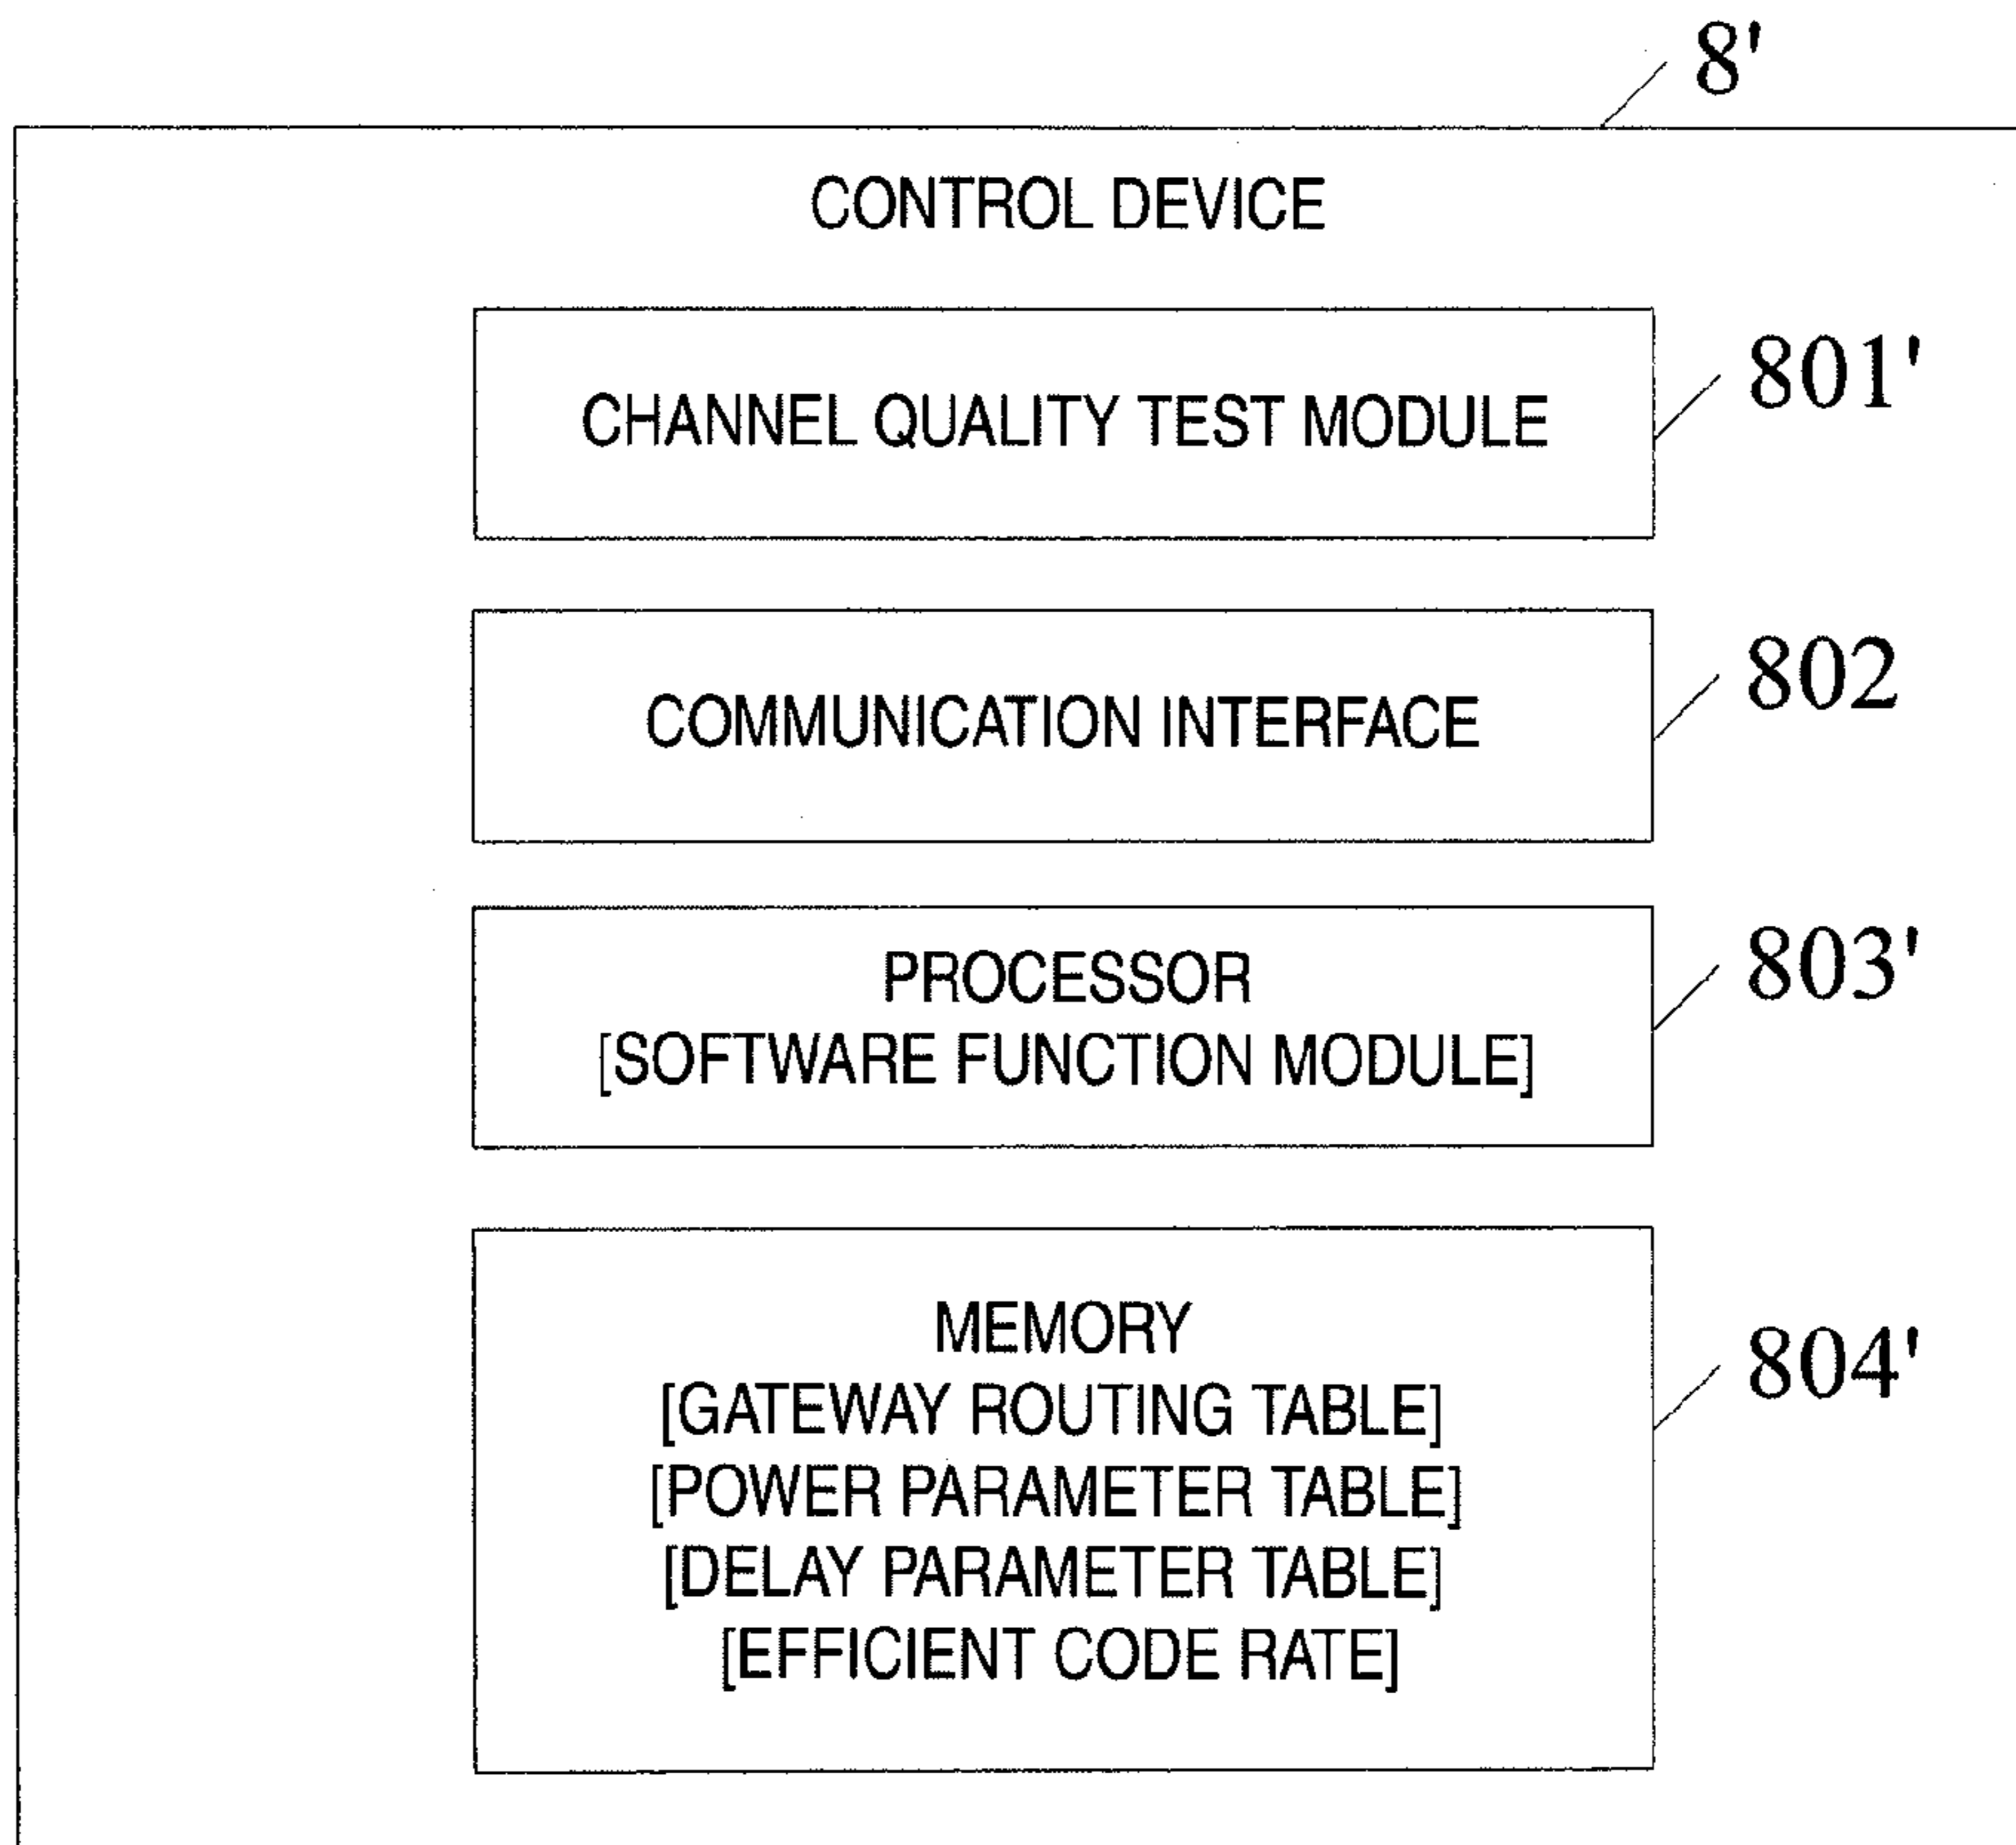 8'
CONTROL DEVICE
CHANNEL QUALITY TEST MODULE
801'
COMMUNICATION INTERFACE
802
PROCESSOR
[SOFTWARE FUNCTION MODULE]
803'
MEMORY
[GATEWAY ROUTING TABLE]
[POWER PARAMETER TABLE]
[DELAY PARAMETER TABLE]
[EFFICIENT CODE RATE]
804'